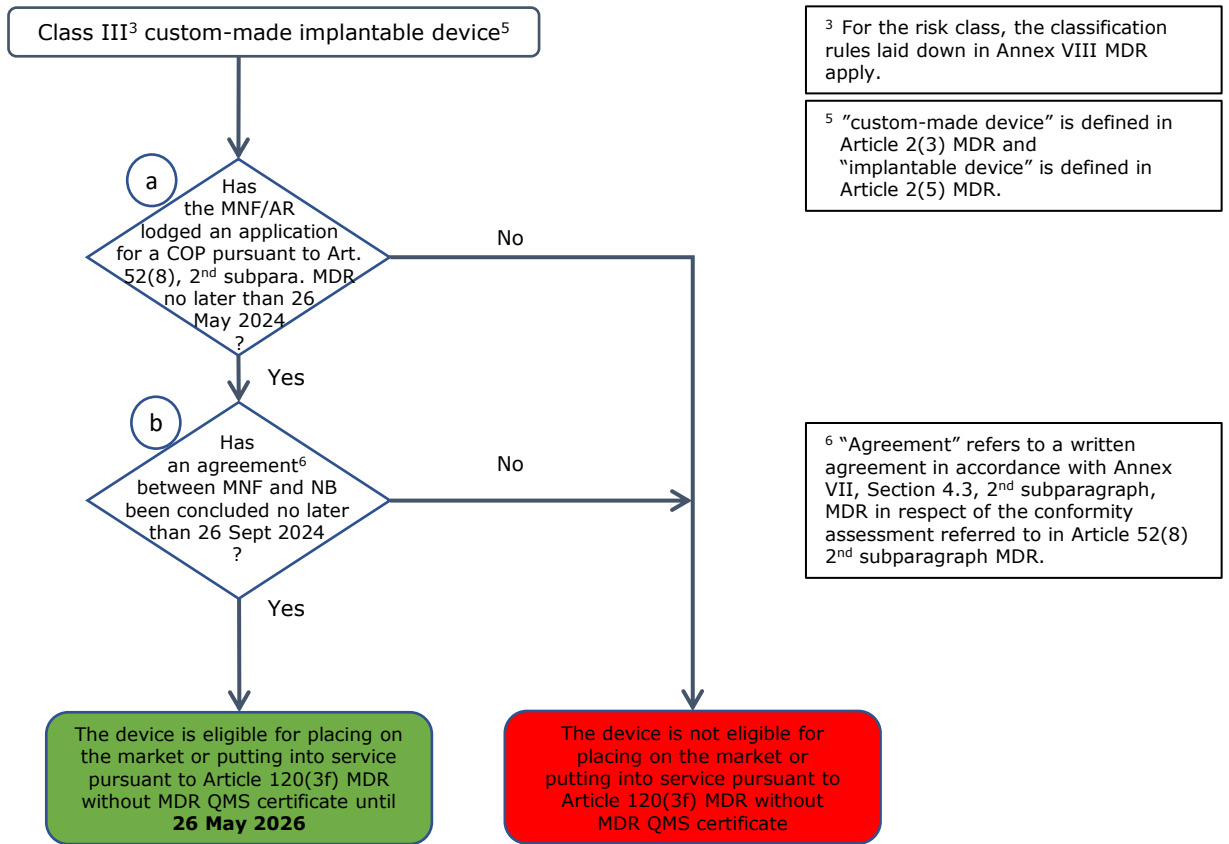 Class III³ custom-made implantable device⁵
³ For the risk class, the classification
rules laid down in Annex VIII MDR
apply.
⁵ ”custom-made device” is defined in
Article 2(3) MDR and
“implantable device” is defined in
Article 2(5) MDR.
a
Has
the MNF/AR
lodged an application
for a COP pursuant to Art.
52(8), 2ⁿᵈ subpara. MDR
no later than 26
May 2024
?
No
Yes
b
Has
an agreement⁶
between MNF and NB
been concluded no later
than 26 Sept 2024
?
No
Yes
⁶ “Agreement” refers to a written
agreement in accordance with Annex
VII, Section 4.3, 2ⁿᵈ subparagraph,
MDR in respect of the conformity
assessment referred to in Article 52(8)
2ⁿᵈ subparagraph MDR.
The device is eligible for placing on
the market or putting into service
pursuant to Article 120(3f) MDR
without MDR QMS certificate until
26 May 2026
The device is not eligible for
placing on the market or
putting into service pursuant to
Article 120(3f) MDR without
MDR QMS certificate